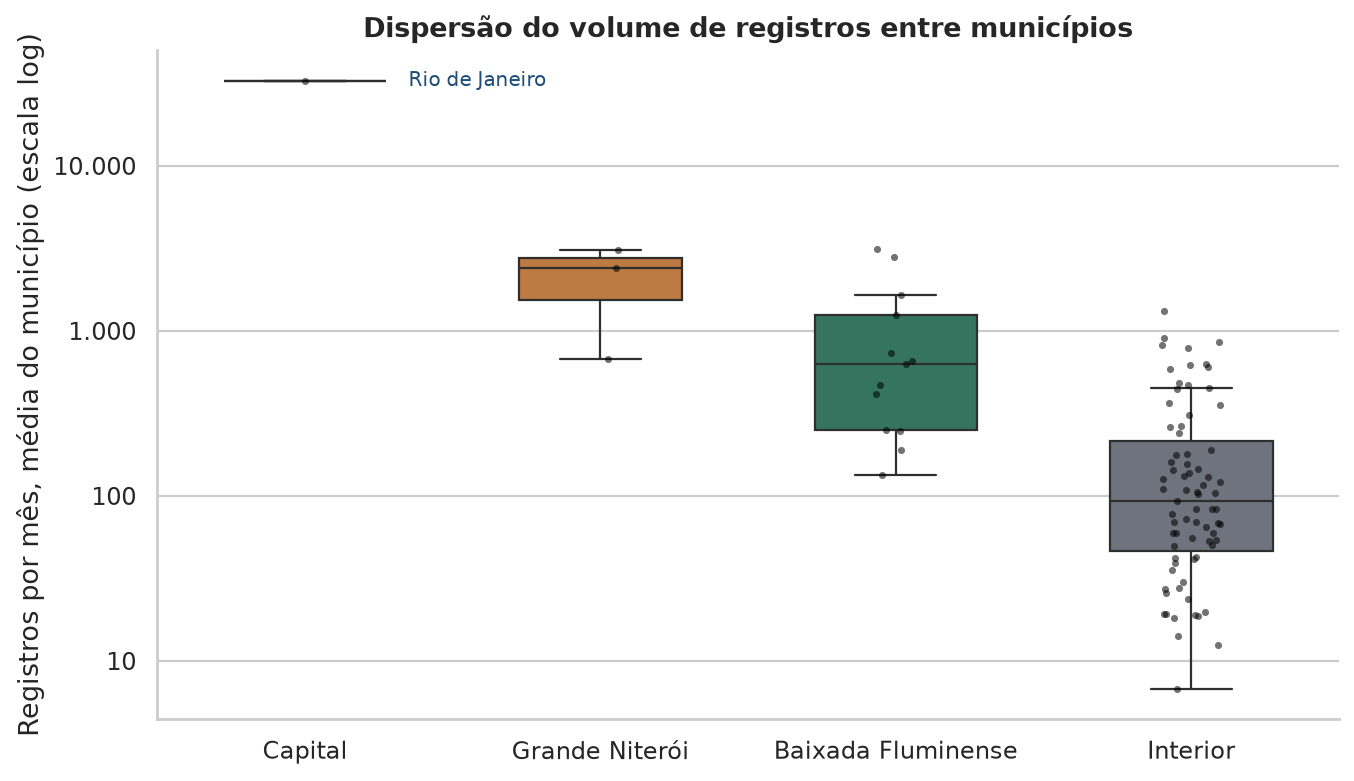 Dispersão do volume de registros entre municípios
Registros por mês, média do município (escala log)
Rio de Janeiro
10.000
1.000
100
10
Capital
Grande Niterói
Baixada Fluminense
Interior